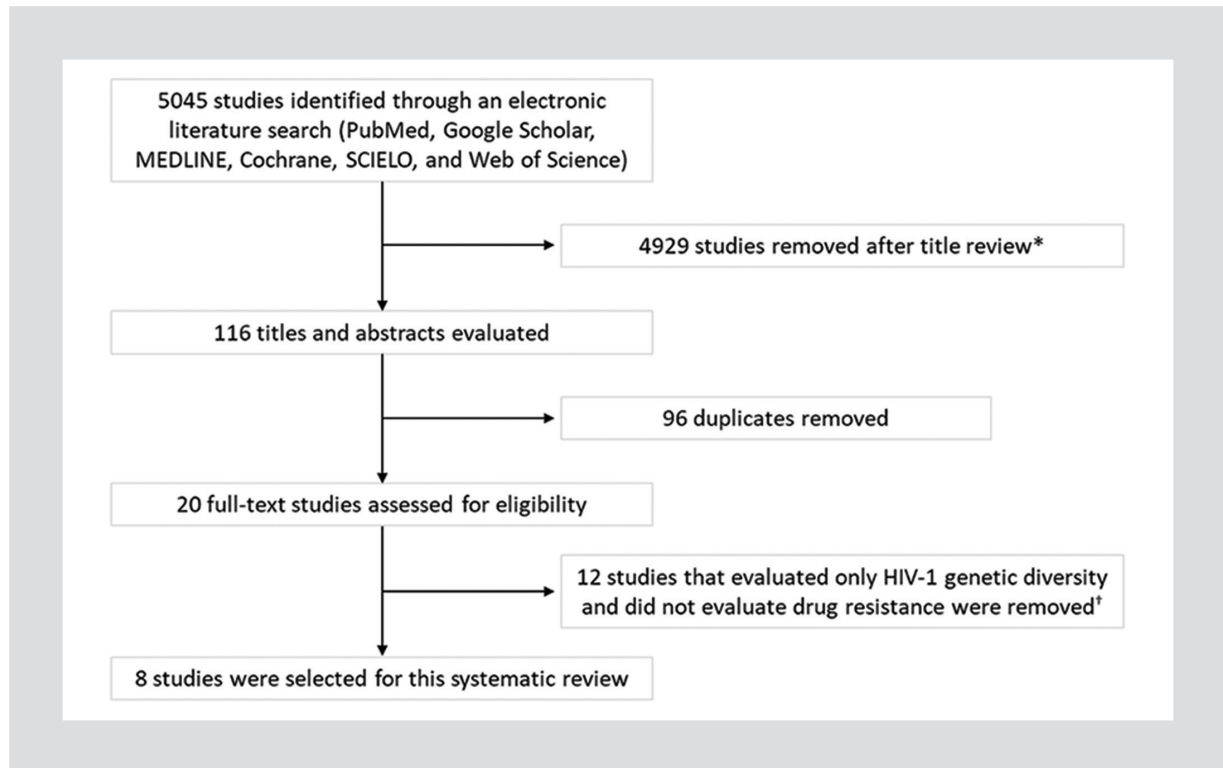 5045 studies identified through an electronic
literature search (PubMed, Google Scholar,
MEDLINE, Cochrane, SCIELO, and Web of Science)
4929 studies removed after title review*
116 titles and abstracts evaluated
96 duplicates removed
20 full-text studies assessed for eligibility
12 studies that evaluated only HIV-1 genetic diversity
and did not evaluate drug resistance were removed†
8 studies were selected for this systematic review